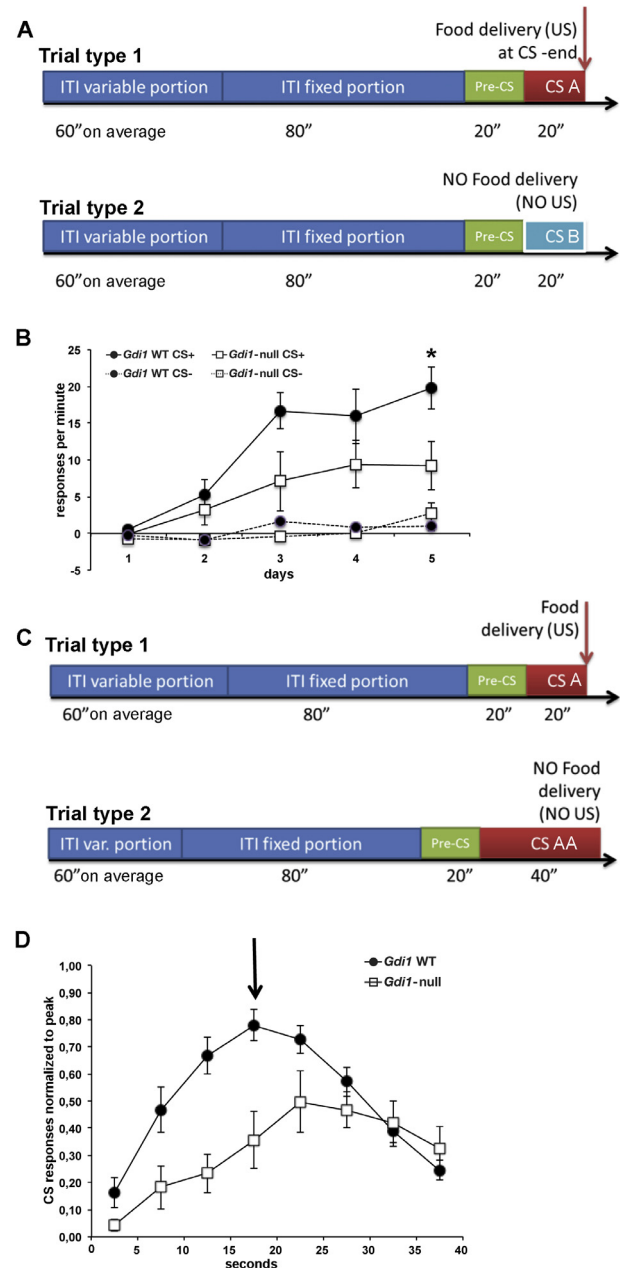 A
Food delivery (US)
at CS -end
Trial type 1
ITI variable portion ITI fixed portion Pre-CS CS A
60”on average 80” 20” 20”
NO Food delivery
(NO US)
Trial type 2
ITI variable portion ITI fixed portion Pre-CS CS B
60”on average 80” 20” 20”
B
25
20
15
10
5
0
-5
responses per minute
Gdi1 WT CS+ Gdi1-null CS+
Gdi1 WT CS- Gdi1-null CS-
*
1 2 3 4 5
days
C
Food
delivery (US)
Trial type 1
ITI variable portion ITI fixed portion Pre-CS CS A
60”on average 80” 20” 20”
NO Food
delivery
(NO US)
Trial type 2
ITI var. portion ITI fixed portion Pre-CS CS AA
60”on average 80” 20” 40”
D
1,00
0,90
0,80
0,70
0,60
0,50
0,40
0,30
0,20
0,10
0,00
CS responses normalized to peak
Gdi1 WT
Gdi1-null
0 5 10 15 20 25 30 35 40
seconds